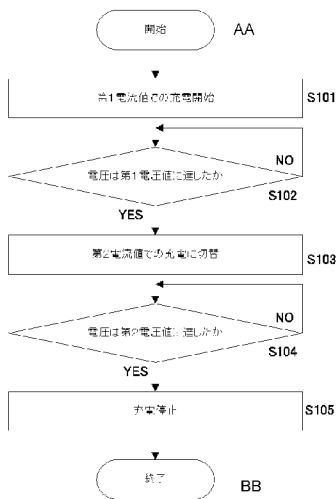 開始 AA
第1電流値での充電開始 S101
NO
電圧は第1電圧値に達したか
S102
YES
第2電流値での充電に切替 S103
NO
電圧は第2電圧値に達したか
S104
YES
充電停止 S105
終了 BB